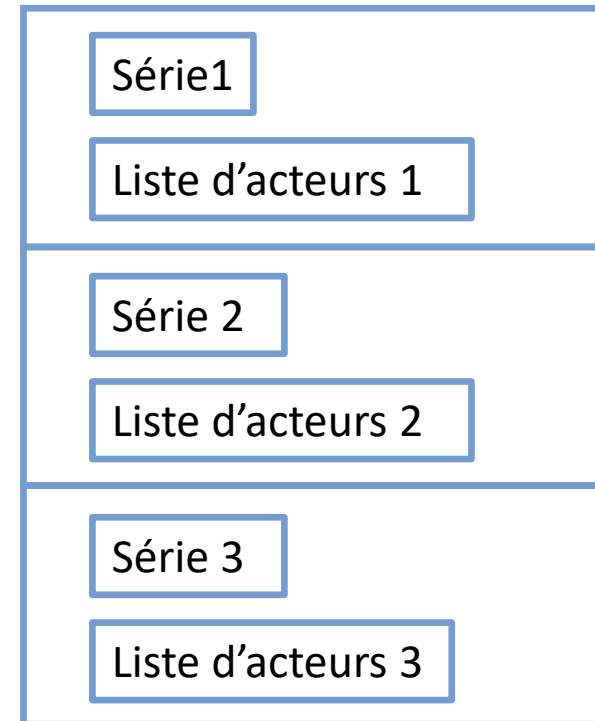 Série1
Liste d’acteurs 1
Série 2
Liste d’acteurs 2
Série 3
Liste d’acteurs 3